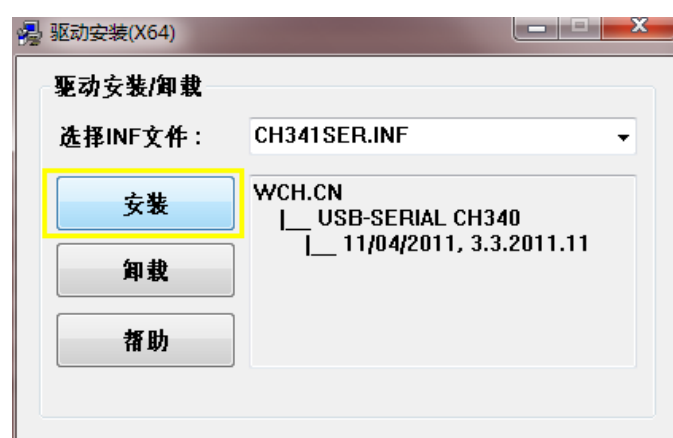 驱动安装(X64)
驱动安装/卸载
选择INF文件： CH341SER.INF
安装
WCH.CN
|__ USB-SERIAL CH340
|__ 11/04/2011, 3.3.2011.11
卸载
帮助